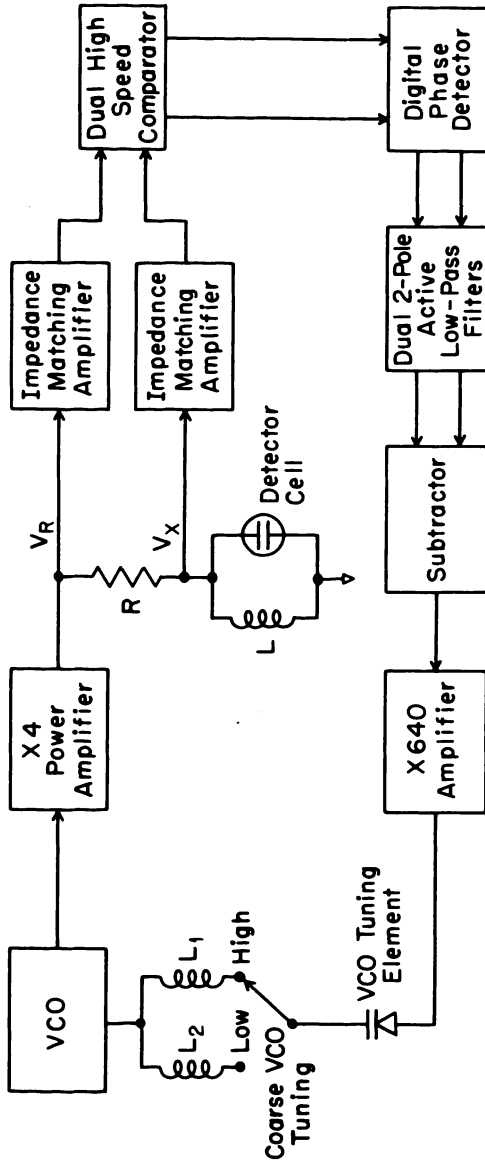 VCO
X4
Power
Amplifier
V_R
Impedance
Matching
Amplifier
Dual High
Speed
Comparator
R
V_X
Impedance
Matching
Amplifier
L
Detector
Cell
L₂
L₁
Low
High
Coarse VCO
Tuning
VCO Tuning
Element
X640
Amplifier
Subtractor
Dual 2-Pole
Active
Low-Pass
Filters
Digital
Phase
Detector